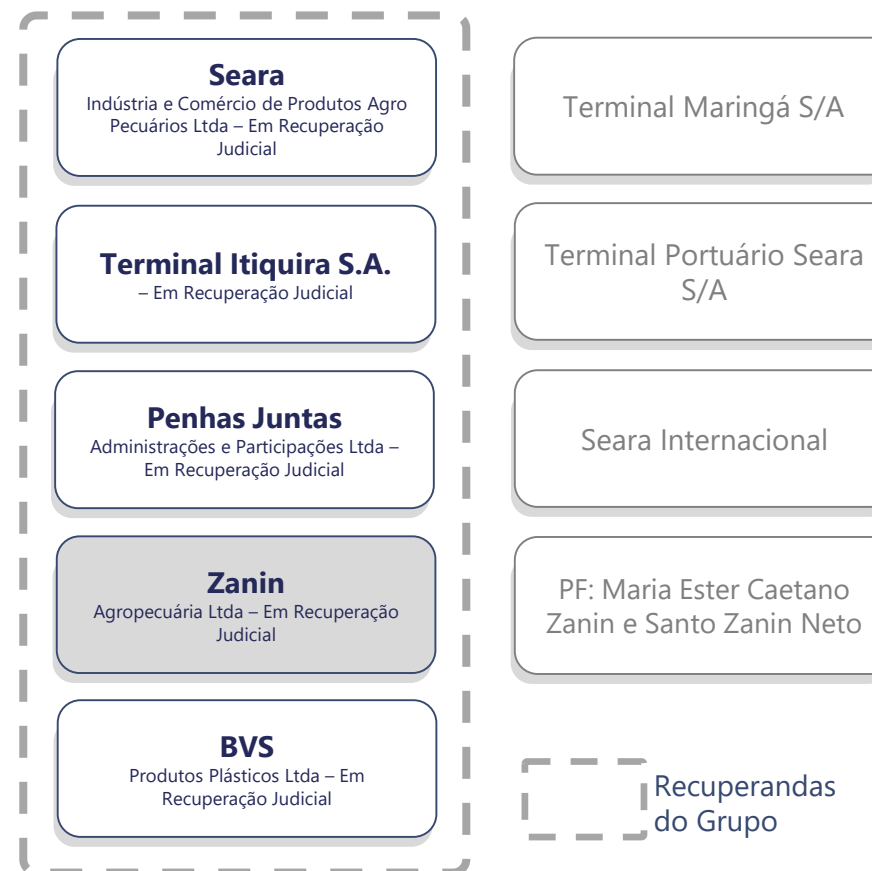 Seara
Indústria e Comércio de Produtos Agro
Pecuários Ltda – Em Recuperação
Judicial
Terminal Itiquira S.A.
– Em Recuperação Judicial
Penhas Juntas
Administrações e Participações Ltda –
Em Recuperação Judicial
Zanin
Agropecuária Ltda – Em Recuperação
Judicial
BVS
Produtos Plásticos Ltda – Em
Recuperação Judicial
Terminal Maringá S/A
Terminal Portuário Seara
S/A
Seara Internacional
PF: Maria Ester Caetano
Zanin e Santo Zanin Neto
Recuperandas
do Grupo